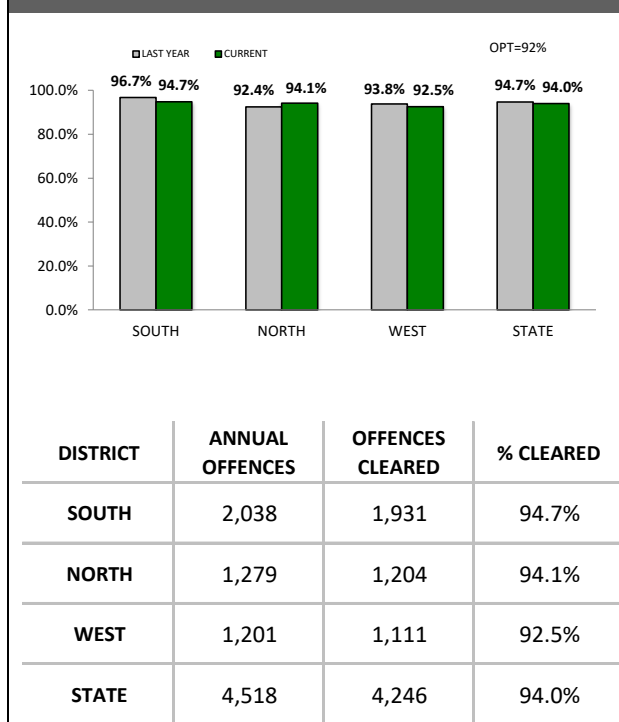 LAST YEAR CURRENT OPT=92%
96.7% 94.7% 92.4% 94.1% 93.8% 92.5% 94.7% 94.0%
100.0%
80.0%
60.0%
40.0%
20.0%
0.0%
SOUTH NORTH WEST STATE
DISTRICT ANNUAL OFFENCES OFFENCES CLEARED % CLEARED
SOUTH 2,038 1,931 94.7%
NORTH 1,279 1,204 94.1%
WEST 1,201 1,111 92.5%
STATE 4,518 4,246 94.0%